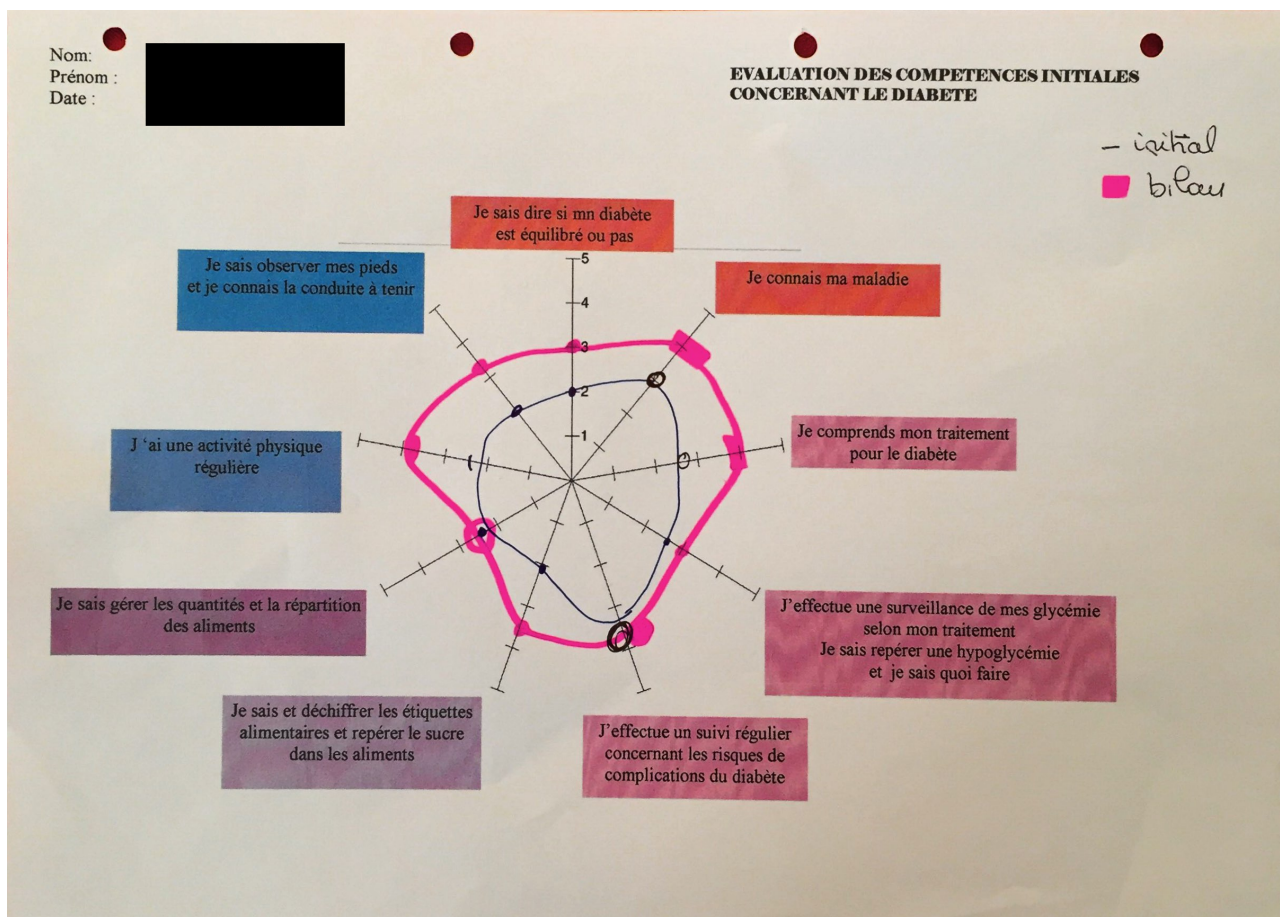 Nom:
Prénom :
Date :
EVALUATION DES COMPETENCES INITIALES
CONCERNANT LE DIABETE
– initial
bilan
Je sais dire si mn diabète
est équilibré ou pas
Je sais observer mes pieds
et je connais la conduite à tenir
Je connais ma maladie
5
4
3
2
1
J ‘ai une activité physique
régulière
Je comprends mon traitement
pour le diabète
Je sais gérer les quantités et la répartition
des aliments
J’effectue une surveillance de mes glycémie
selon mon traitement
Je sais repérer une hypoglycémie
et je sais quoi faire
Je sais et déchiffrer les étiquettes
alimentaires et repérer le sucre
dans les aliments
J’effectue un suivi régulier
concernant les risques de
complications du diabète